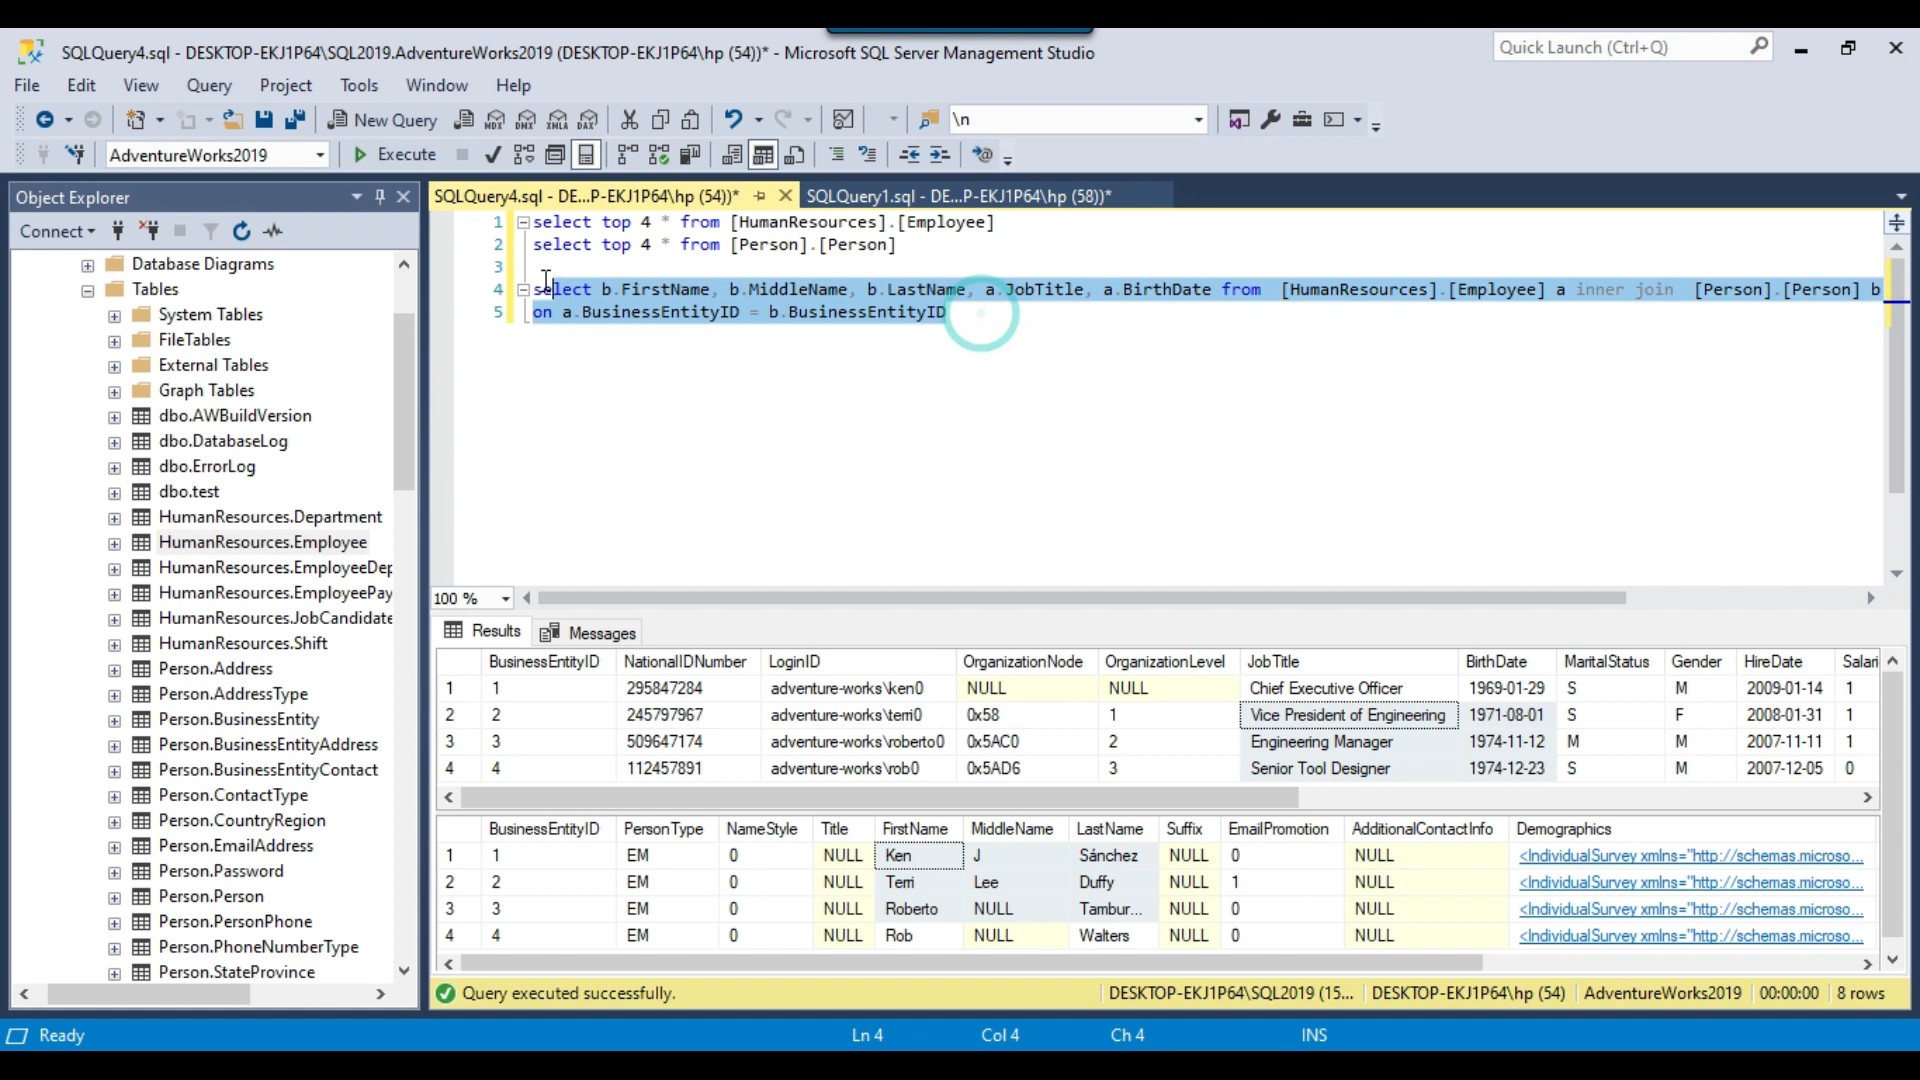 SQLQuery4.sql - DESKTOP-EKJ1P64\SQL2019.AdventureWorks2019 (DESKTOP-EKJ1P64\hp (54))* - Microsoft SQL Server Management Studio
Quick Launch (Ctrl+Q)
File Edit View Query Project Tools Window Help
New Query MDX DMX XMLA DAX \n
AdventureWorks2019 Execute
Object Explorer
Connect
Database Diagrams
Tables
System Tables
FileTables
External Tables
Graph Tables
dbo.AWBuildVersion
dbo.DatabaseLog
dbo.ErrorLog
dbo.test
HumanResources.Department
HumanResources.Employee
HumanResources.EmployeeDep
HumanResources.EmployeePay
HumanResources.JobCandidate
HumanResources.Shift
Person.Address
Person.AddressType
Person.BusinessEntity
Person.BusinessEntityAddress
Person.BusinessEntityContact
Person.ContactType
Person.CountryRegion
Person.EmailAddress
Person.Password
Person.Person
Person.PersonPhone
Person.PhoneNumberType
Person.StateProvince
SQLQuery4.sql - DE...P-EKJ1P64\hp (54))* SQLQuery1.sql - DE...P-EKJ1P64\hp (58))*
1 select top 4 * from [HumanResources].[Employee]
2 select top 4 * from [Person].[Person]
3
4 select b.FirstName, b.MiddleName, b.LastName, a.JobTitle, a.BirthDate from [HumanResources].[Employee] a inner join [Person].[Person] b
5 on a.BusinessEntityID = b.BusinessEntityID
100 %
Results Messages
BusinessEntityID NationalIDNumber LoginID OrganizationNode OrganizationLevel JobTitle BirthDate MaritalStatus Gender HireDate Salari
1 1 295847284 adventure-works\ken0 NULL NULL Chief Executive Officer 1969-01-29 S M 2009-01-14 1
2 2 245797967 adventure-works\terri0 0x58 1 Vice President of Engineering 1971-08-01 S F 2008-01-31 1
3 3 509647174 adventure-works\roberto0 0x5AC0 2 Engineering Manager 1974-11-12 M M 2007-11-11 1
4 4 112457891 adventure-works\rob0 0x5AD6 3 Senior Tool Designer 1974-12-23 S M 2007-12-05 0
BusinessEntityID PersonType NameStyle Title FirstName MiddleName LastName Suffix EmailPromotion AdditionalContactInfo Demographics
1 1 EM 0 NULL Ken J Sánchez NULL 0 NULL <IndividualSurvey xmlns="http://schemas.microso...
2 2 EM 0 NULL Terri Lee Duffy NULL 1 NULL <IndividualSurvey xmlns="http://schemas.microso...
3 3 EM 0 NULL Roberto NULL Tambur... NULL 0 NULL <IndividualSurvey xmlns="http://schemas.microso...
4 4 EM 0 NULL Rob NULL Walters NULL 0 NULL <IndividualSurvey xmlns="http://schemas.microso...
Query executed successfully. DESKTOP-EKJ1P64\SQL2019 (15... DESKTOP-EKJ1P64\hp (54) AdventureWorks2019 00:00:00 8 rows
Ready Ln 4 Col 4 Ch 4 INS